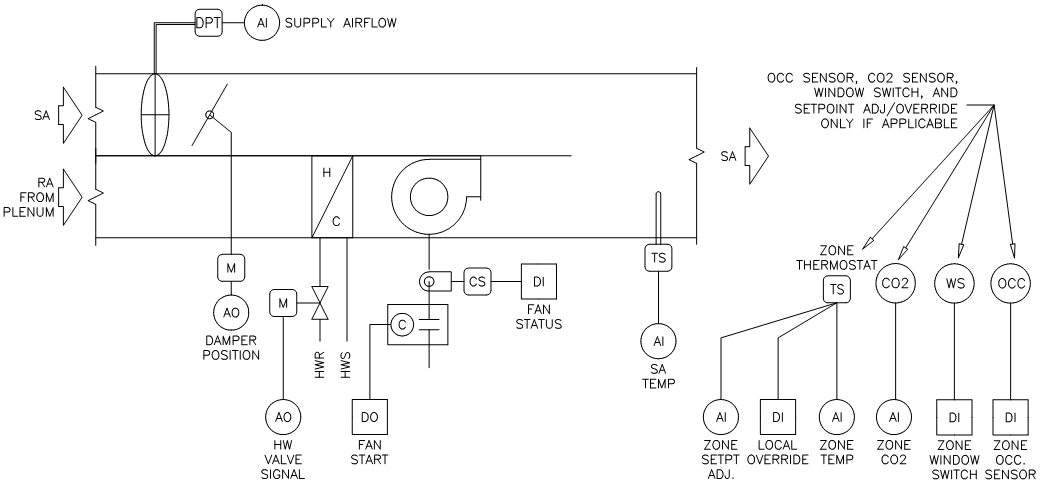 DPT
AI
SUPPLY AIRFLOW
OCC SENSOR, CO2 SENSOR,
WINDOW SWITCH, AND
SETPOINT ADJ/OVERRIDE
ONLY IF APPLICABLE
SA
SA
RA
FROM
PLENUM
H
C
M
AO
DAMPER
POSITION
M
AO
HW
VALVE
SIGNAL
HWR
HWS
C
DO
FAN
START
CS
DI
FAN
STATUS
TS
AI
SA
TEMP
ZONE
THERMOSTAT
TS
CO2
WS
OCC
AI
ZONE
SETPT
ADJ.
DI
LOCAL
OVERRIDE
AI
ZONE
TEMP
AI
ZONE
CO2
DI
ZONE
WINDOW
SWITCH
DI
ZONE
OCC.
SENSOR